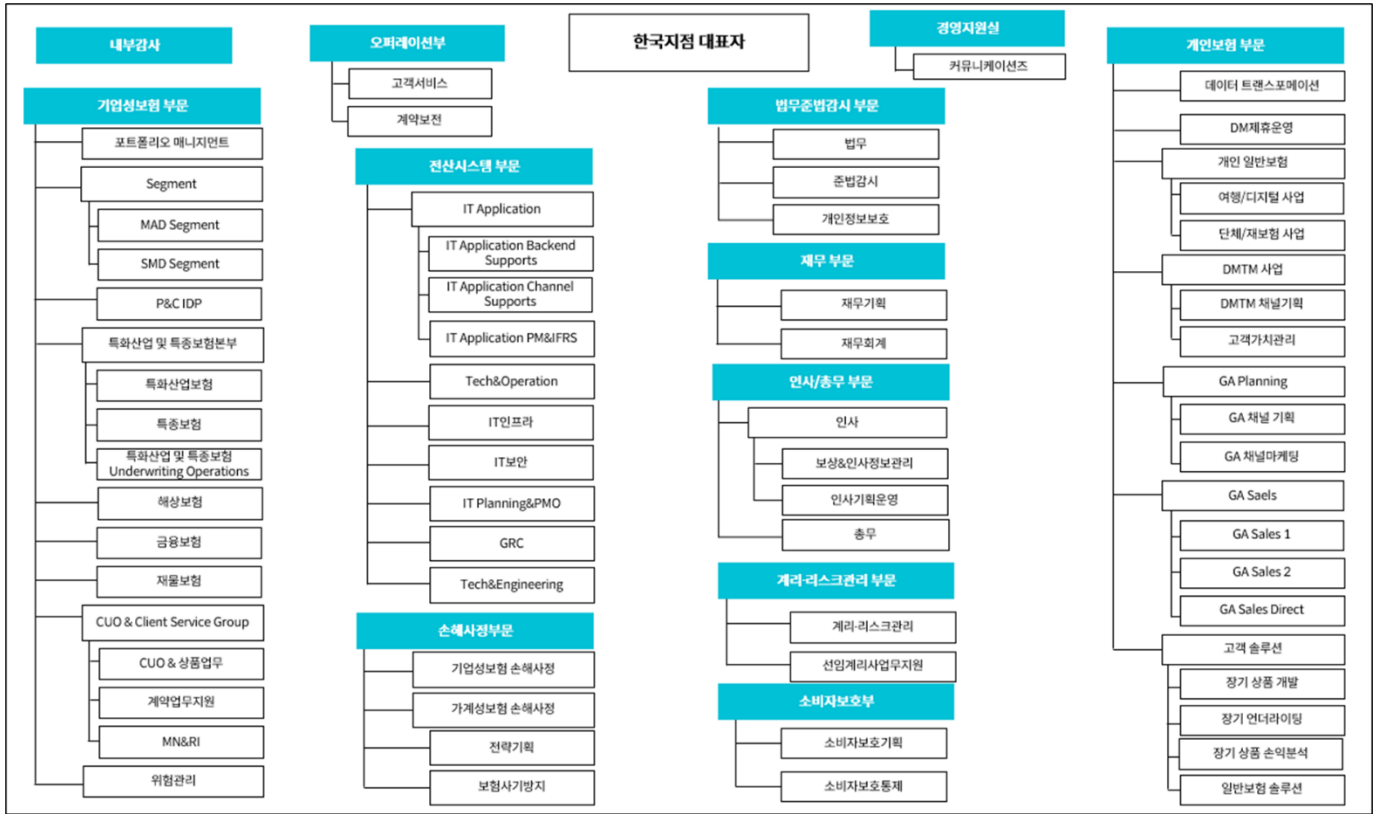 한국지점 대표자
내부감사
기업성보험 부문
포트폴리오 매니지먼트
Segment
MAD Segment
SMD Segment
P&C IDP
특화산업 및 특종보험본부
특화산업보험
특종보험
특화산업 및 특종보험
Underwriting Operations
해상보험
금융보험
재물보험
CUO & Client Service Group
CUO & 상품업무
계약업무지원
MN&RI
위험관리
오퍼레이션부
고객서비스
계약보전
전산시스템 부문
IT Application
IT Application Backend
Supports
IT Application Channel
Supports
IT Application PM&IFRS
Tech&Operation
IT인프라
IT보안
IT Planning&PMO
GRC
Tech&Engineering
손해사정부문
기업성보험 손해사정
가계성보험 손해사정
전략기획
보험사기방지
경영지원실
커뮤니케이션즈
법무준법감시 부문
법무
준법감시
개인정보보호
재무 부문
재무기획
재무회계
인사/총무 부문
인사
보상&인사정보관리
인사기획운영
총무
계리·리스크관리 부문
계리·리스크관리
선임계리사업무지원
소비자보호부
소비자보호기획
소비자보호통제
개인보험 부문
데이터 트랜스포메이션
DM제휴운영
개인 일반보험
여행/디지털 사업
단체/재보험 사업
DMTM 사업
DMTM 채널기획
고객가치관리
GA Planning
GA 채널 기획
GA 채널마케팅
GA Saels
GA Sales 1
GA Sales 2
GA Sales Direct
고객 솔루션
장기 상품 개발
장기 언더라이팅
장기 상품 손익분석
일반보험 솔루션